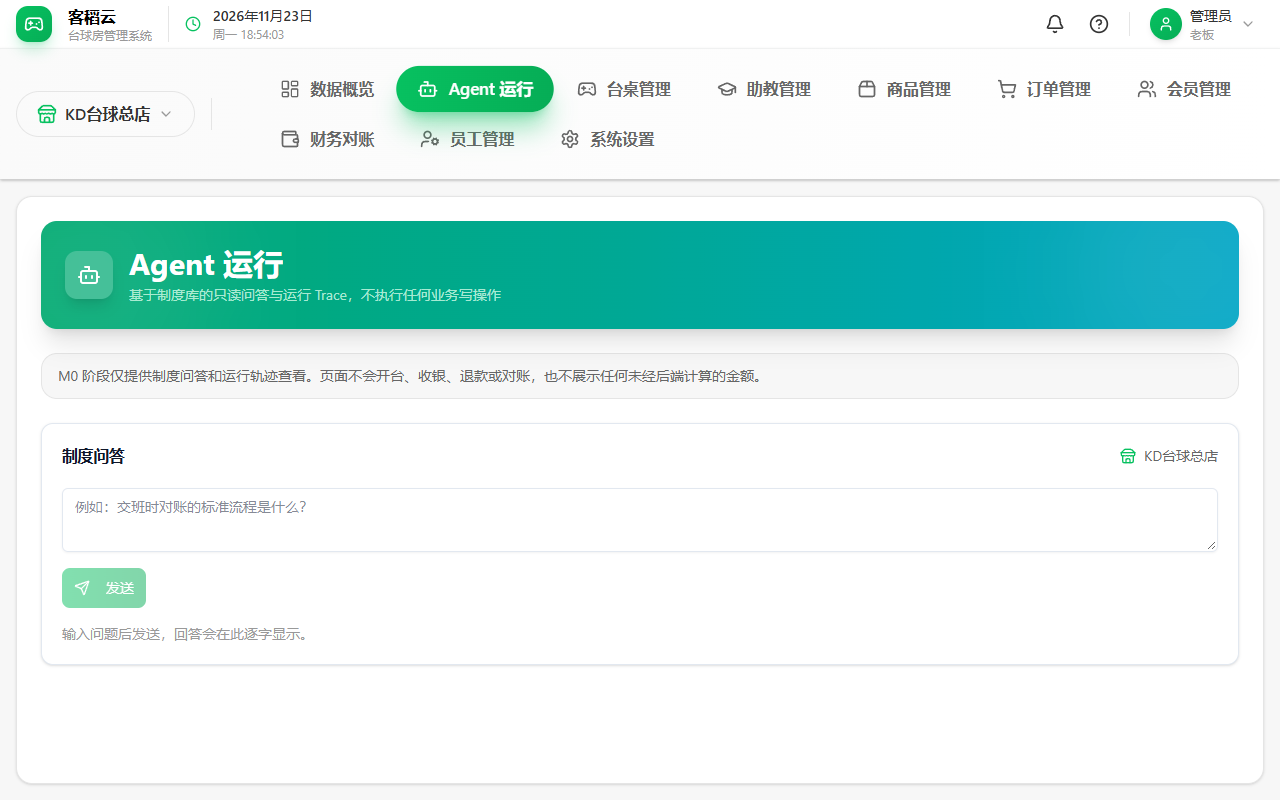 客稻云
台球房管理系统
2026年11月23日
周一 18:54:03
管理员
老板
KD台球总店
数据概览
Agent 运行
台桌管理
助教管理
商品管理
订单管理
会员管理
财务对账
员工管理
系统设置
Agent 运行
基于制度库的只读问答与运行 Trace，不执行任何业务写操作
M0 阶段仅提供制度问答和运行轨迹查看。页面不会开台、收银、退款或对账，也不展示任何未经后端计算的金额。
制度问答
KD台球总店
例如：交班时对账的标准流程是什么？
发送
输入问题后发送，回答会在此逐字显示。